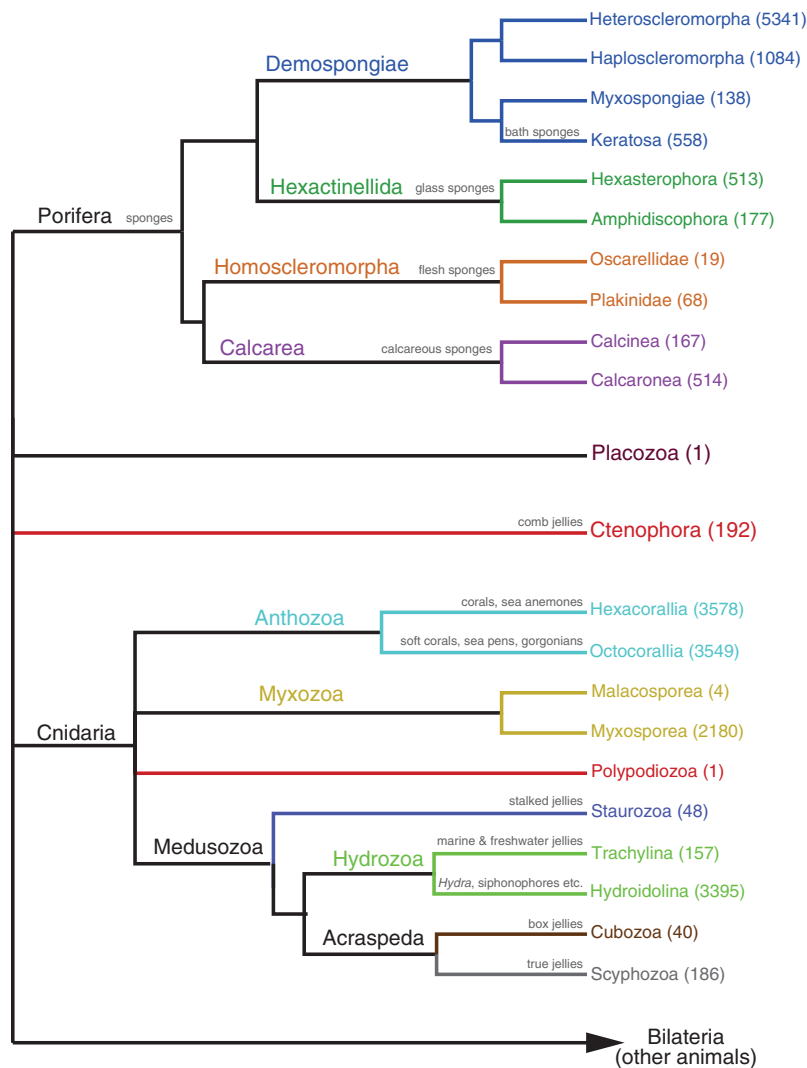 Heteroscleromorpha (5341)
Demospongiae
Haploscleromorpha (1084)
Myxospongiae (138)
bath sponges
Keratosa (558)
Hexactinellida
glass sponges
Hexasterophora (513)
Amphidiscophora (177)
Porifera
sponges
Homoscleromorpha
flesh sponges
Oscarellidae (19)
Plakinidae (68)
Calcarea
calcareous sponges
Calcinea (167)
Calcaronea (514)
Placozoa (1)
comb jellies
Ctenophora (192)
Anthozoa
corals, sea anemones
Hexacorallia (3578)
soft corals, sea pens, gorgonians
Octocorallia (3549)
Myxozoa
Malacosporea (4)
Myxosporea (2180)
Cnidaria
Polypodiozoa (1)
stalked jellies
Staurozoa (48)
Medusozoa
Hydrozoa
marine & freshwater jellies
Trachylina (157)
Hydra, siphonophores etc.
Hydroidolina (3395)
Acraspeda
box jellies
Cubozoa (40)
true jellies
Scyphozoa (186)
Bilateria
(other animals)